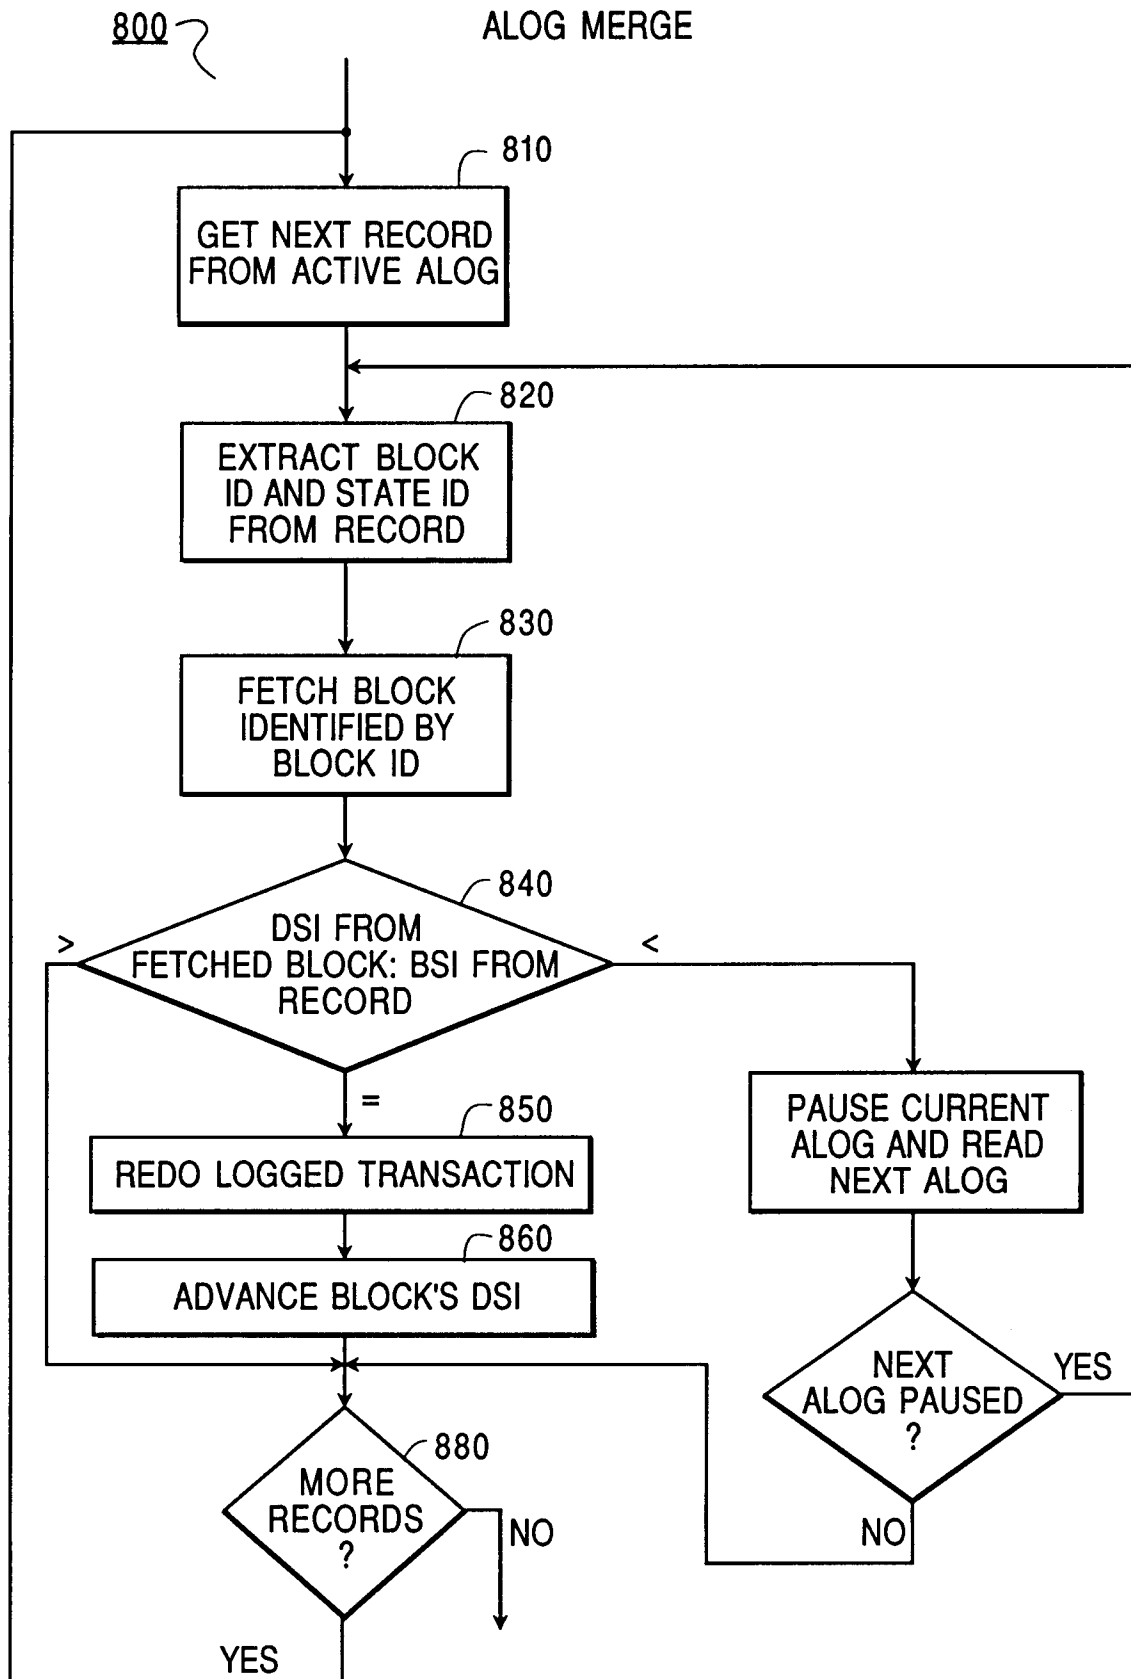 800
ALOG MERGE
810
GET NEXT RECORD
FROM ACTIVE ALOG
820
EXTRACT BLOCK
ID AND STATE ID
FROM RECORD
830
FETCH BLOCK
IDENTIFIED BY
BLOCK ID
840
>
<
DSI FROM
FETCHED BLOCK: BSI FROM
RECORD
=
850
REDO LOGGED TRANSACTION
PAUSE CURRENT
ALOG AND READ
NEXT ALOG
860
ADVANCE BLOCK'S DSI
NEXT
ALOG PAUSED
?
YES
NO
880
MORE
RECORDS
?
NO
YES